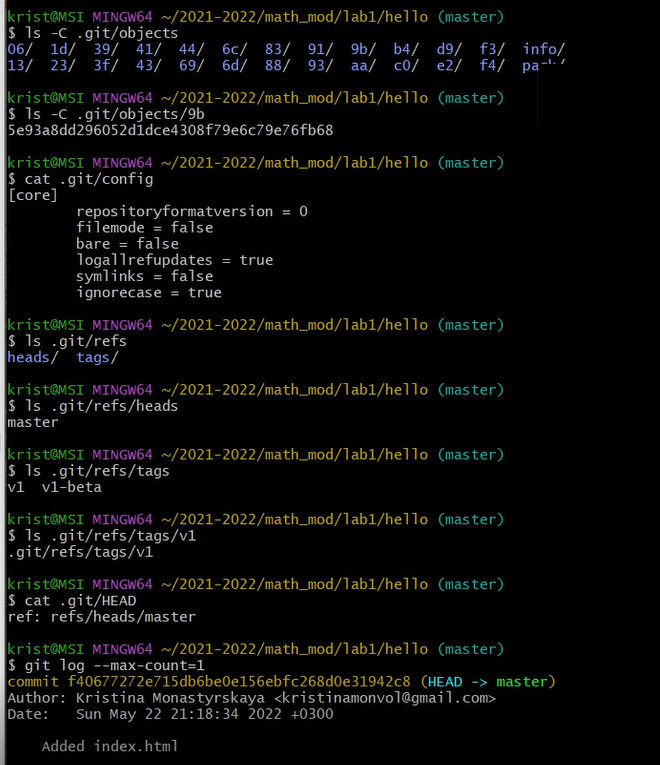 krist@MSI MINGW64 ~/2021-2022/math_mod/lab1/hello (master)
$ ls -C .git/objects
06/ 1d/ 39/ 41/ 44/ 6c/ 83/ 91/ 9b/ b4/ d9/ f3/ info/
13/ 23/ 3f/ 43/ 69/ 6d/ 88/ 93/ aa/ c0/ e2/ f4/ pack/
krist@MSI MINGW64 ~/2021-2022/math_mod/lab1/hello (master)
$ ls -C .git/objects/9b
5e93a8dd296052d1dce4308f79e6c79e76fb68
krist@MSI MINGW64 ~/2021-2022/math_mod/lab1/hello (master)
$ cat .git/config
[core]
repositoryformatversion = 0
filemode = false
bare = false
logallrefupdates = true
symlinks = false
ignorecase = true
krist@MSI MINGW64 ~/2021-2022/math_mod/lab1/hello (master)
$ ls .git/refs
heads/ tags/
krist@MSI MINGW64 ~/2021-2022/math_mod/lab1/hello (master)
$ ls .git/refs/heads
master
krist@MSI MINGW64 ~/2021-2022/math_mod/lab1/hello (master)
$ ls .git/refs/tags
v1 v1-beta
krist@MSI MINGW64 ~/2021-2022/math_mod/lab1/hello (master)
$ ls .git/refs/tags/v1
.git/refs/tags/v1
krist@MSI MINGW64 ~/2021-2022/math_mod/lab1/hello (master)
$ cat .git/HEAD
ref: refs/heads/master
krist@MSI MINGW64 ~/2021-2022/math_mod/lab1/hello (master)
$ git log --max-count=1
commit f40677272e715db6be0e156ebfc268d0e31942c8 (HEAD -> master)
Author: Kristina Monastyrskaya <kristinamonvol@gmail.com>
Date: Sun May 22 21:18:34 2022 +0300
Added index.html